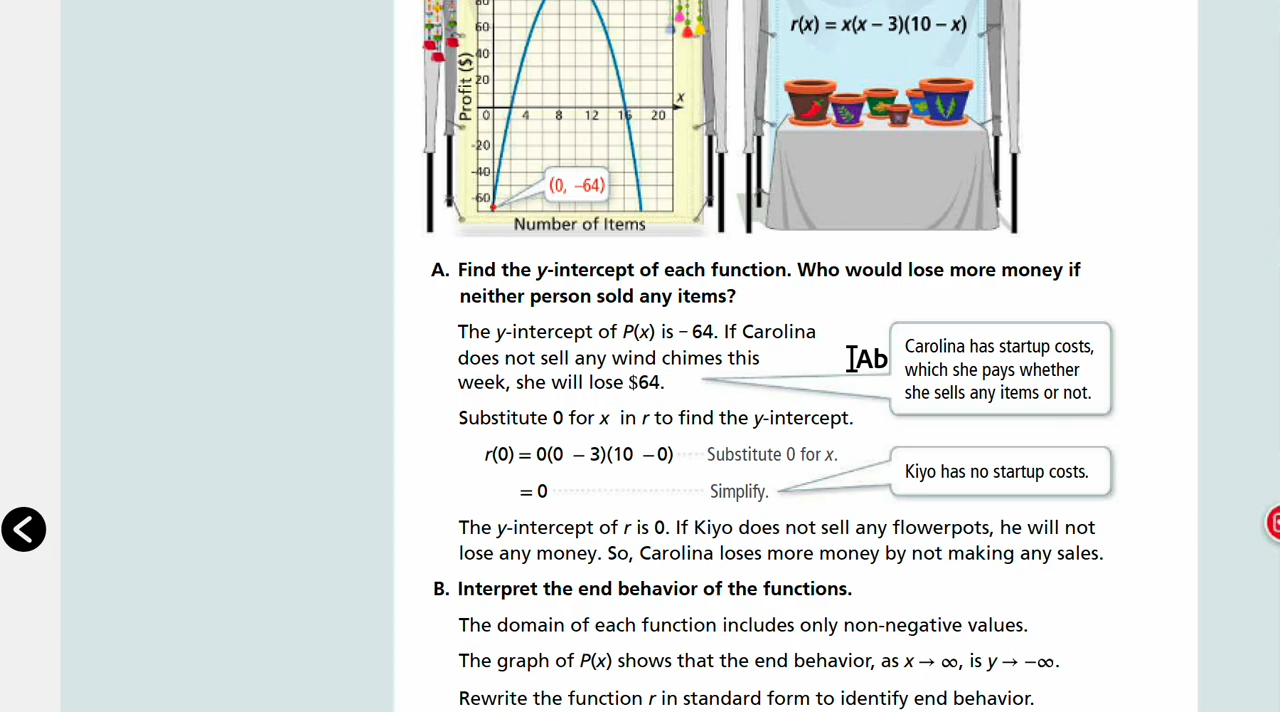 80
60
40
20
0 4 8 12 16 20
x
-20
-40
-60
Profit ($)
(0, −64)
Number of Items
r(x) = x(x − 3)(10 − x)
A. Find the y-intercept of each function. Who would lose more money if
neither person sold any items?
The y-intercept of P(x) is − 64. If Carolina
does not sell any wind chimes this
week, she will lose $64.
Ab
Carolina has startup costs,
which she pays whether
she sells any items or not.
Substitute 0 for x in r to find the y-intercept.
r(0) = 0(0 − 3)(10 − 0) ····· Substitute 0 for x.
= 0 ························ Simplify.
Kiyo has no startup costs.
The y-intercept of r is 0. If Kiyo does not sell any flowerpots, he will not
lose any money. So, Carolina loses more money by not making any sales.
B. Interpret the end behavior of the functions.
The domain of each function includes only non-negative values.
The graph of P(x) shows that the end behavior, as x → ∞, is y → −∞.
Rewrite the function r in standard form to identify end behavior.